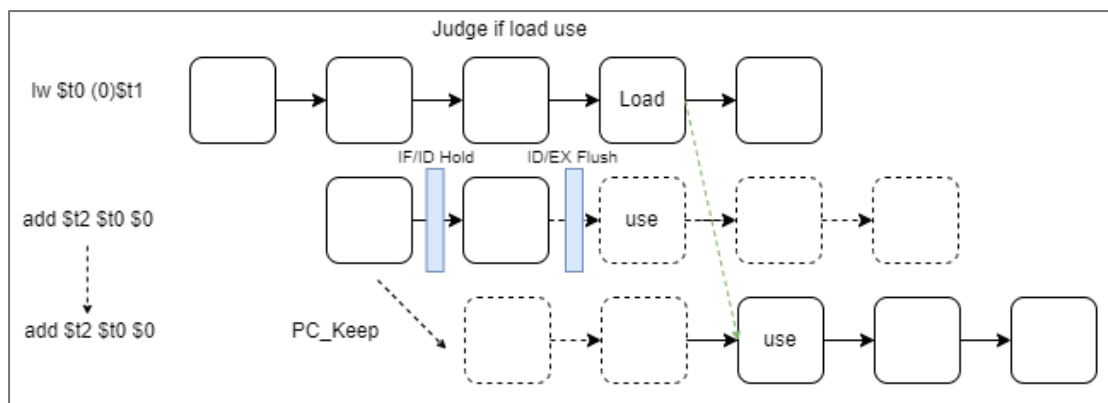 Judge if load use
lw $t0 (0)$t1
Load
IF/ID Hold
ID/EX Flush
add $t2 $t0 $0
use
add $t2 $t0 $0
PC_Keep
use